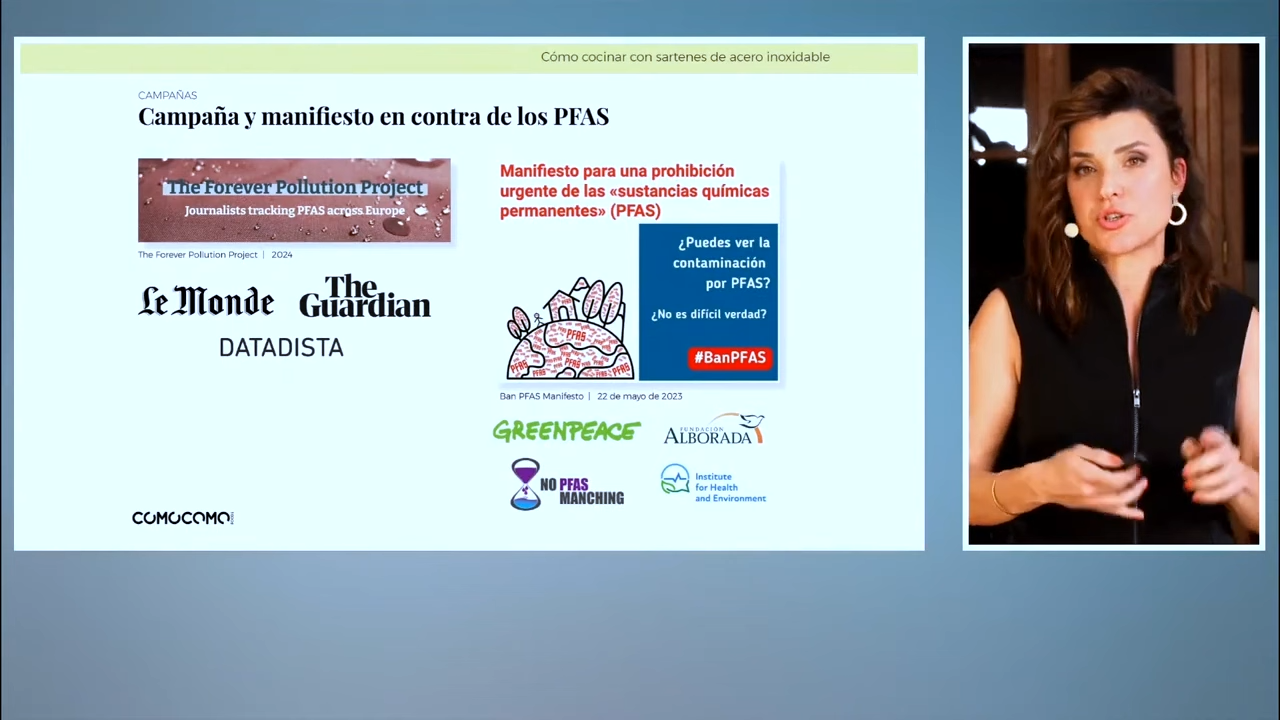 Cómo cocinar con sartenes de acero inoxidable
CAMPAÑAS
Campaña y manifiesto en contra de los PFAS
The Forever Pollution Project
Journalists tracking PFAS across Europe
The Forever Pollution Project | 2024
Le Monde
The
Guardian
DATADISTA
Manifiesto para una prohibición
urgente de las «sustancias químicas
permanentes» (PFAS)
¿Puedes ver la
contaminación
por PFAS?
¿No es difícil verdad?
#BanPFAS
PFAS
PFAS
PFAS
PFAS
Ban PFAS Manifesto | 22 de mayo de 2023
GREENPEACE
FUNDACIÓN
ALBORADA
NO PFAS
MANCHING
Institute
for Health
and Environment
COMOCOMO